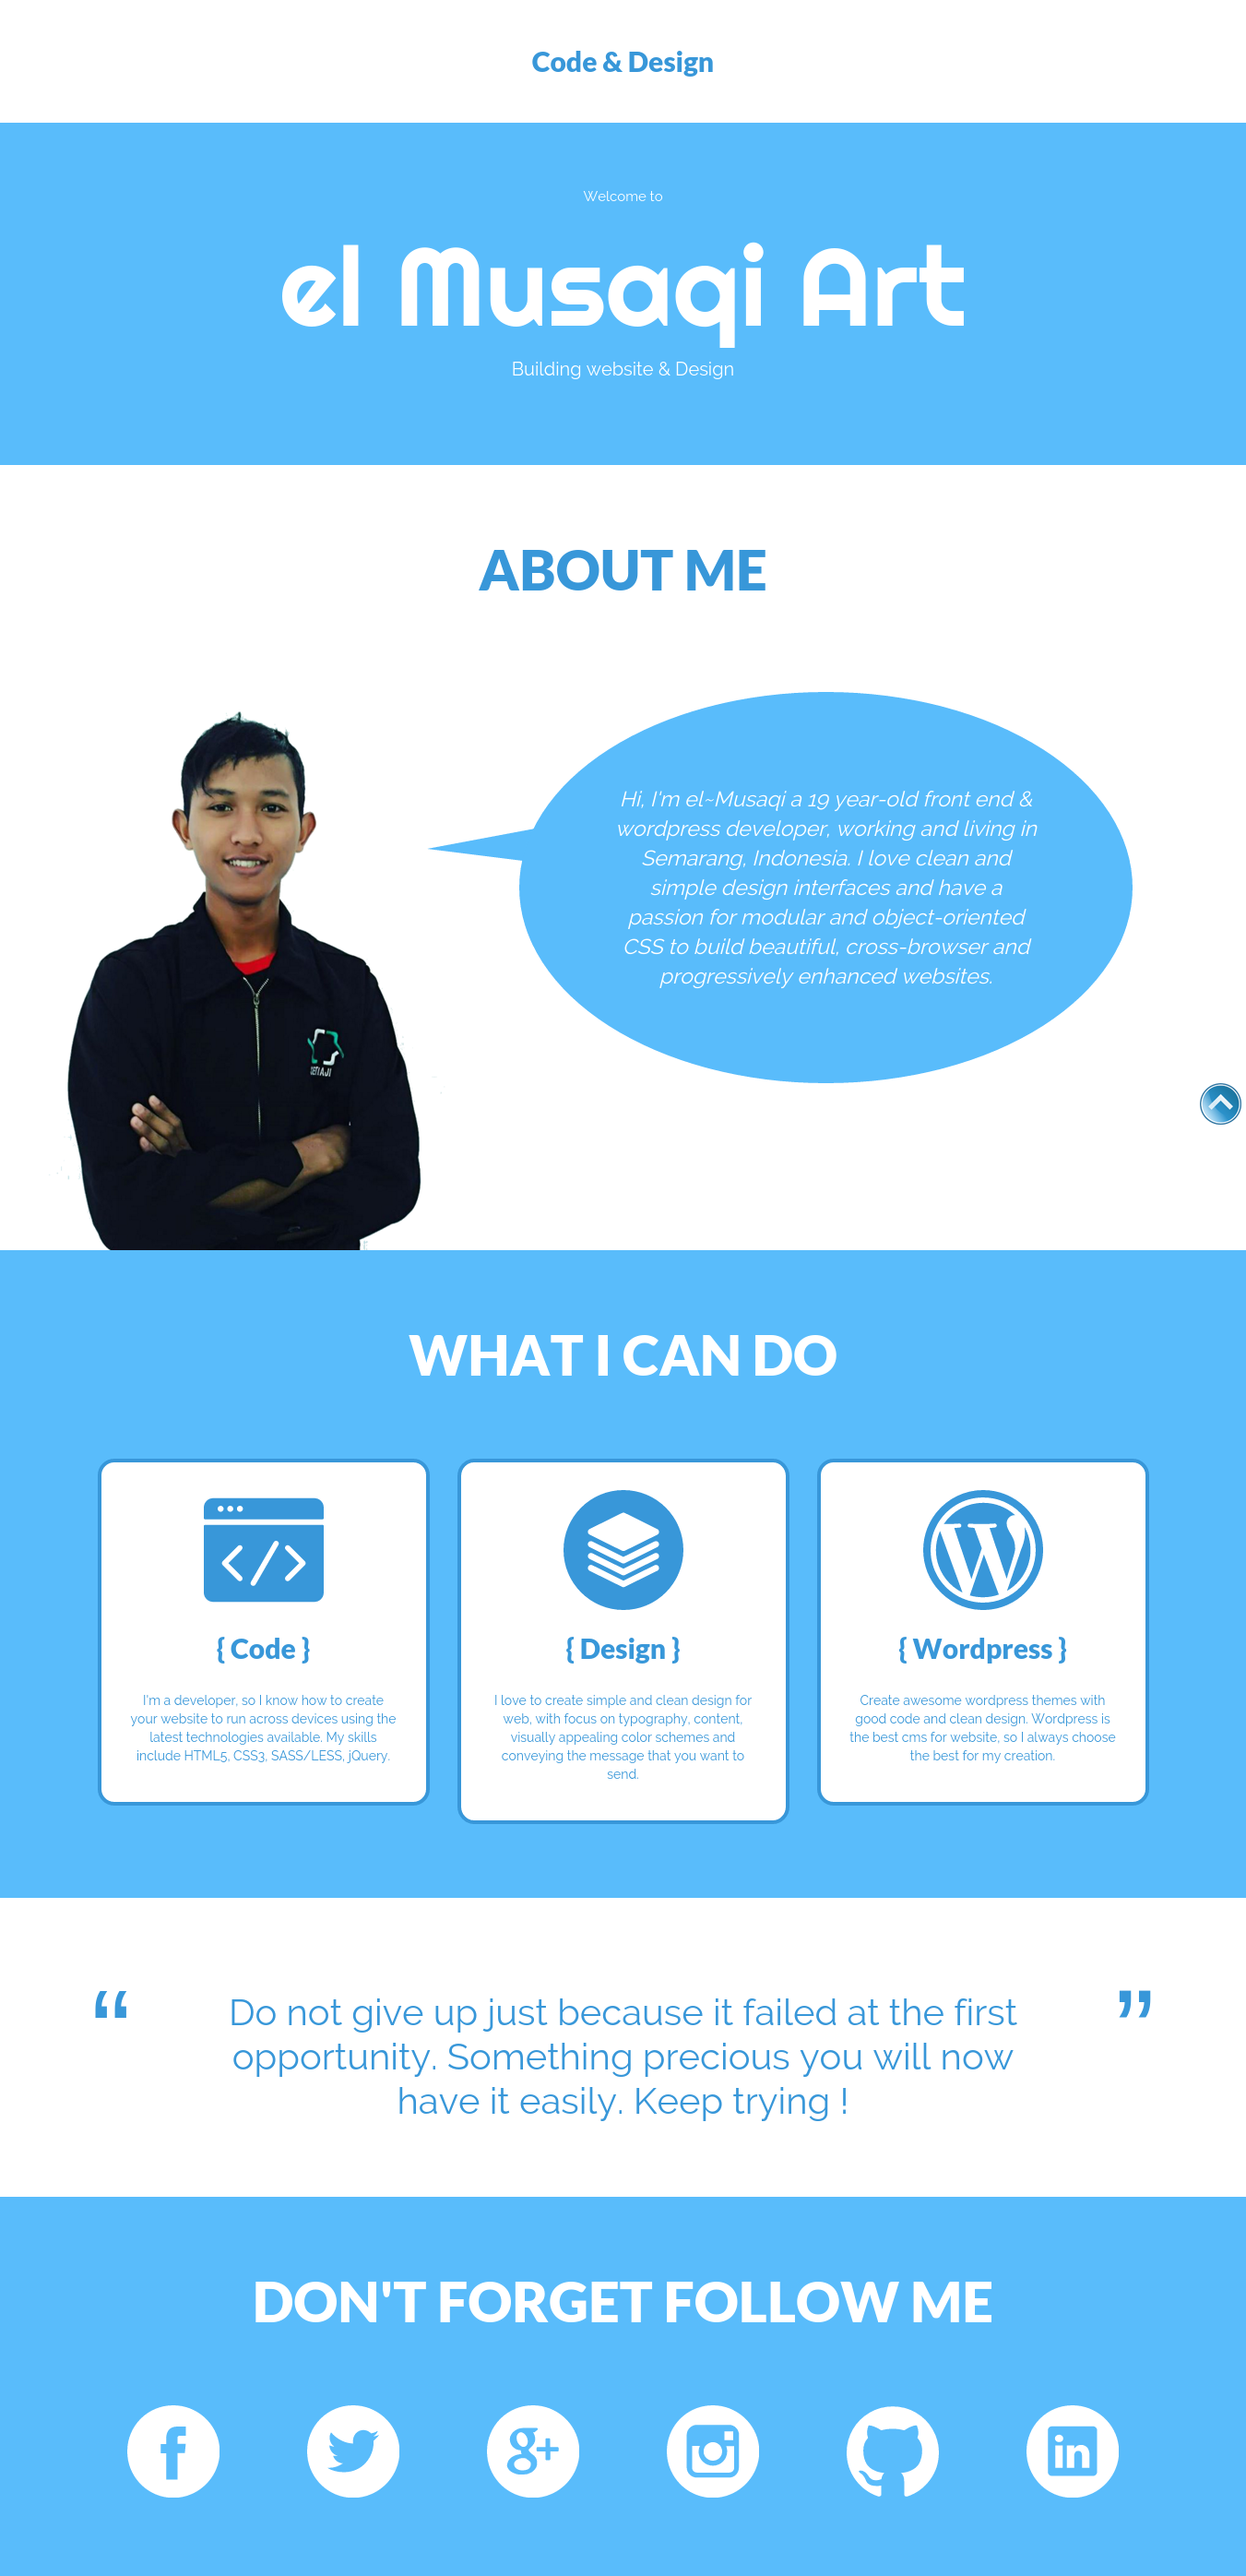 Code & Design
Welcome to
el Musaqi Art
Building website & Design
ABOUT ME
Hi, I'm el~Musaqi a 19 year-old front end &
wordpress developer, working and living in
Semarang, Indonesia. I love clean and
simple design interfaces and have a
passion for modular and object-oriented
CSS to build beautiful, cross-browser and
progressively enhanced websites.
SETIAJI
WHAT I CAN DO
{ Code }
I'm a developer, so I know how to create
your website to run across devices using the
latest technologies available. My skills
include HTML5, CSS3, SASS/LESS, jQuery.
{ Design }
I love to create simple and clean design for
web, with focus on typography, content,
visually appealing color schemes and
conveying the message that you want to
send.
{ Wordpress }
Create awesome wordpress themes with
good code and clean design. Wordpress is
the best cms for website, so I always choose
the best for my creation.
“ Do not give up just because it failed at the first ”
opportunity. Something precious you will now
have it easily. Keep trying !
DON'T FORGET FOLLOW ME